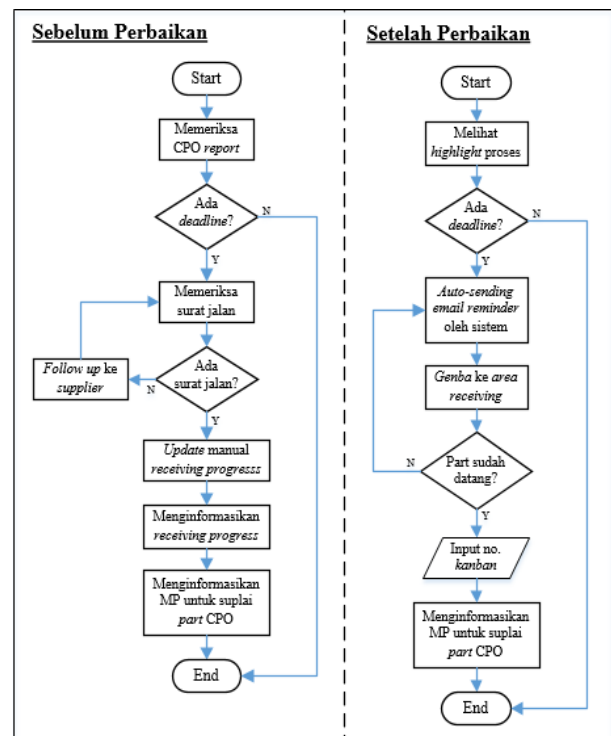 Sebelum Perbaikan
Start
Memeriksa
CPO report
Ada
deadline?
N
Y
Memeriksa
surat jalan
Follow up ke
supplier
N
Ada
surat jalan?
Y
Update manual
receiving progresss
Menginformasikan
receiving progress
Menginformasikan
MP untuk suplai
part CPO
End
Setelah Perbaikan
Start
Melihat
highlight proses
Ada
deadline?
N
Y
Auto-sending
email reminder
oleh sistem
Genba ke area
receiving
N
Part sudah
datang?
Y
Input no.
kanban
Menginformasikan
MP untuk suplai
part CPO
End